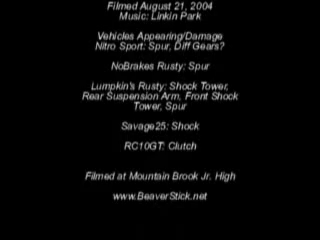 Filmed August 21, 2004
Music: Linkin Park
Vehicles Appearing/Damage
Nitro Sport: Spur, Diff Gears?
NoBrakes Rusty: Spur
Lumpkin's Rusty: Shock Tower,
Rear Suspension Arm, Front Shock
Tower, Spur
Savage25: Shock
RC10GT: Clutch
Filmed at Mountain Brook Jr. High
www.BeaverStick.net